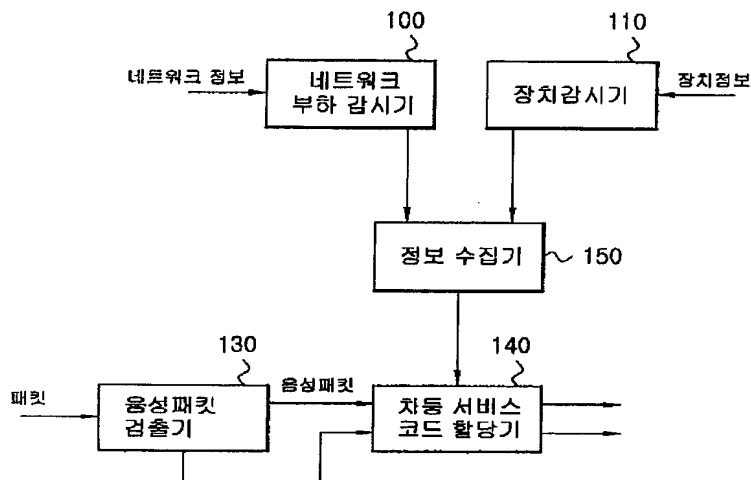 100
110
네트워크 정보
네트워크
부하 감시기
장치감시기
장치정보
정보 수집기
150
130
140
패킷
음성패킷
검출기
음성패킷
차등 서비스
코드 할당기